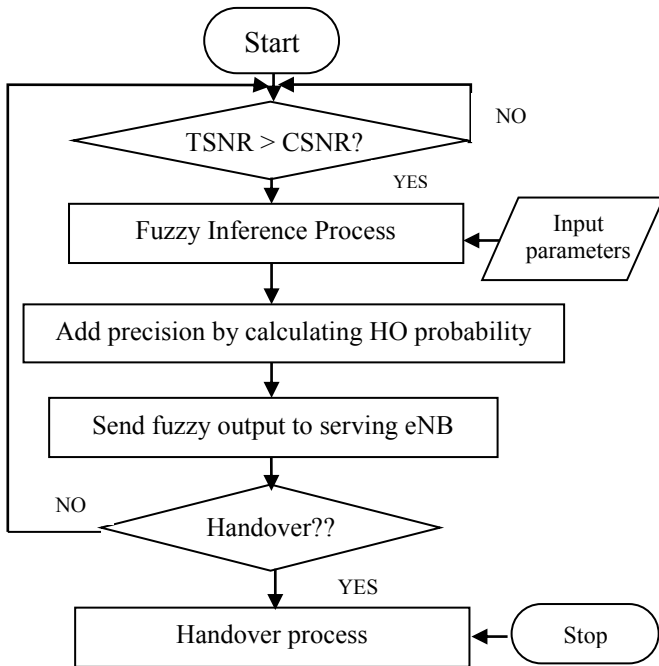 Start
TSNR > CSNR?
NO
YES
Fuzzy Inference Process
Input
parameters
Add precision by calculating HO probability
Send fuzzy output to serving eNB
NO
Handover??
YES
Handover process
Stop